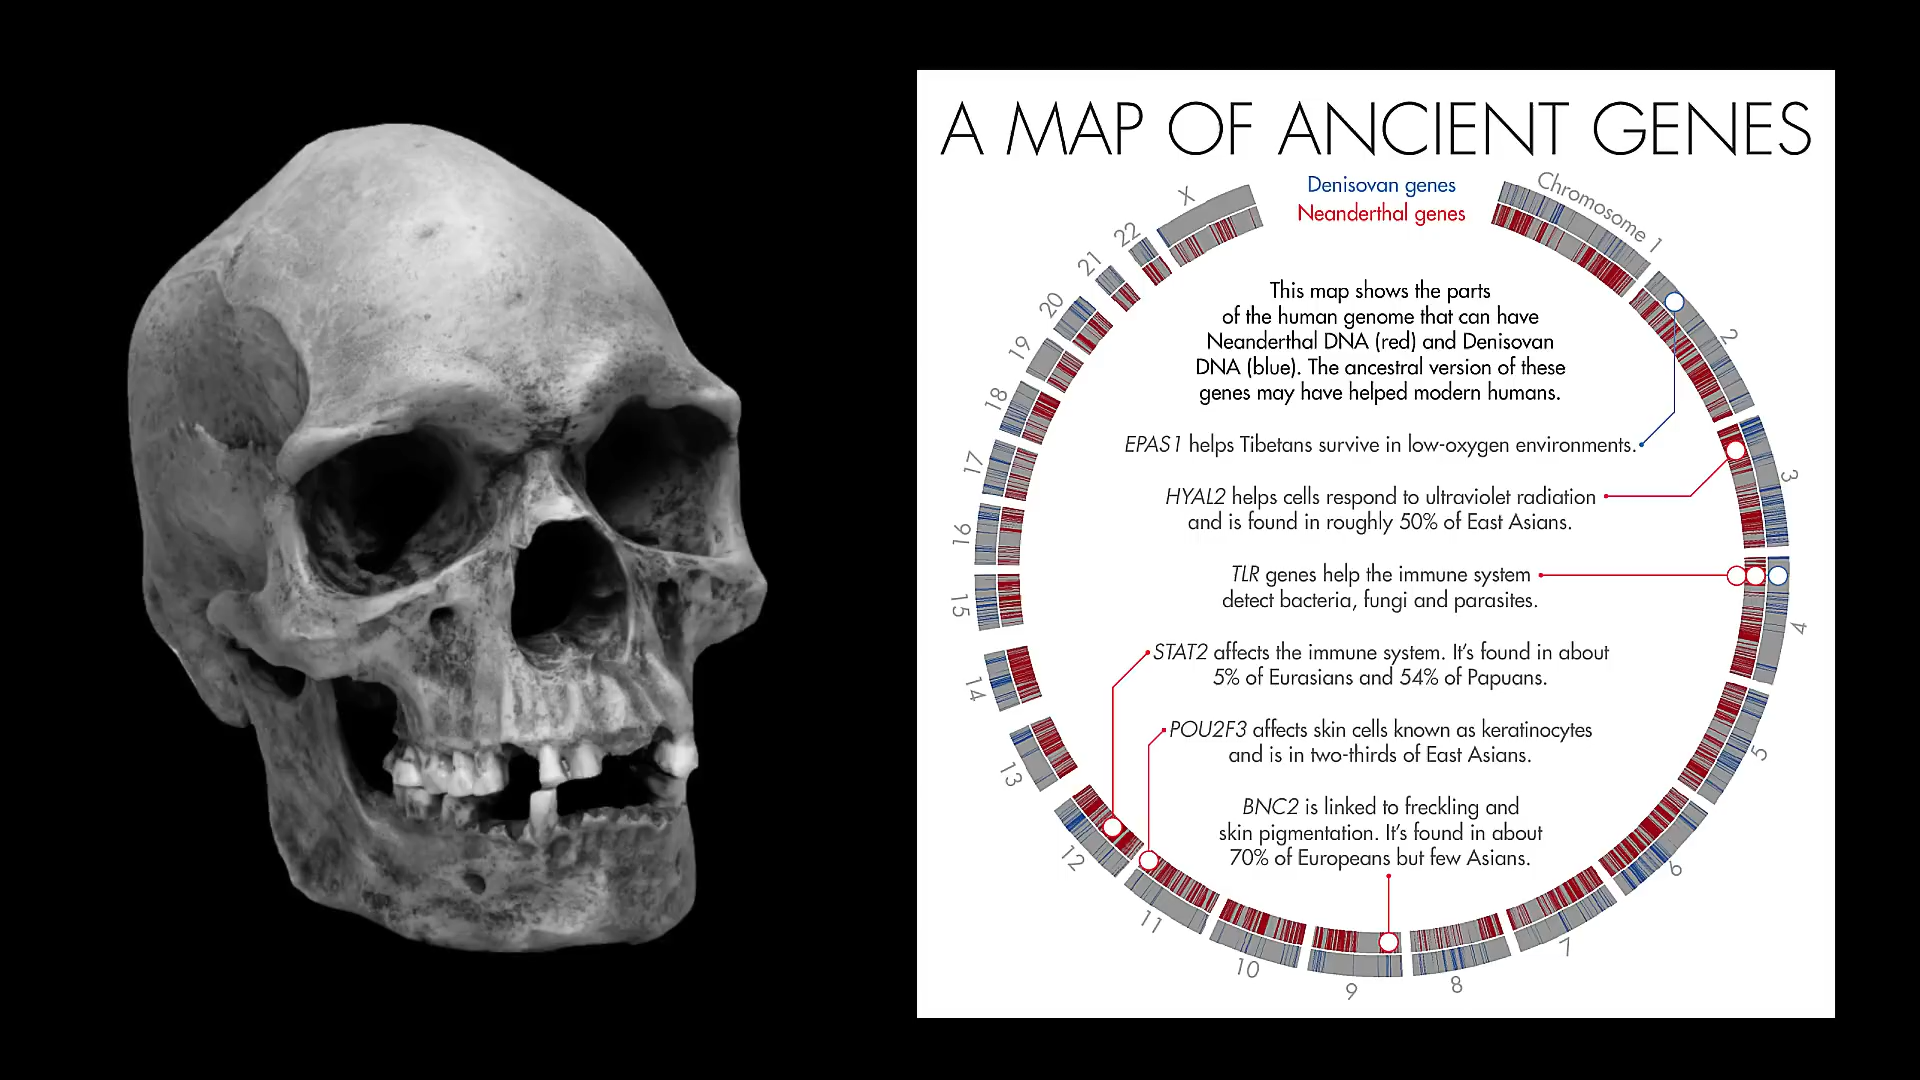 A MAP OF ANCIENT GENES
Denisovan genes
Neanderthal genes
This map shows the parts
of the human genome that can have
Neanderthal DNA (red) and Denisovan
DNA (blue). The ancestral version of these
genes may have helped modern humans.
EPAS1 helps Tibetans survive in low-oxygen environments.
HYAL2 helps cells respond to ultraviolet radiation
and is found in roughly 50% of East Asians.
TLR genes help the immune system
detect bacteria, fungi and parasites.
STAT2 affects the immune system. It’s found in about
5% of Eurasians and 54% of Papuans.
POU2F3 affects skin cells known as keratinocytes
and is in two-thirds of East Asians.
BNC2 is linked to freckling and
skin pigmentation. It’s found in about
70% of Europeans but few Asians.
Chromosome 1
2
3
4
5
6
7
8
9
10
11
12
13
14
15
16
17
18
19
20
21
22
X